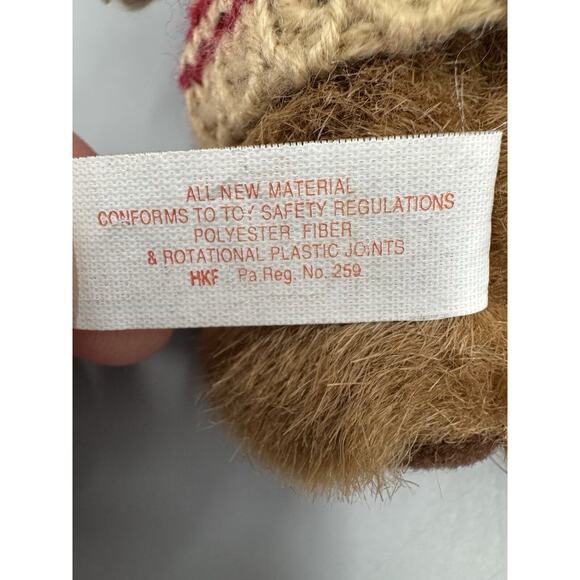 ALL NEW MATERIAL
CONFORMS TO TOY SAFETY REGULATIONS
POLYESTER FIBER
& ROTATIONAL PLASTIC JOINTS
HKF Pa.Reg. No. 259